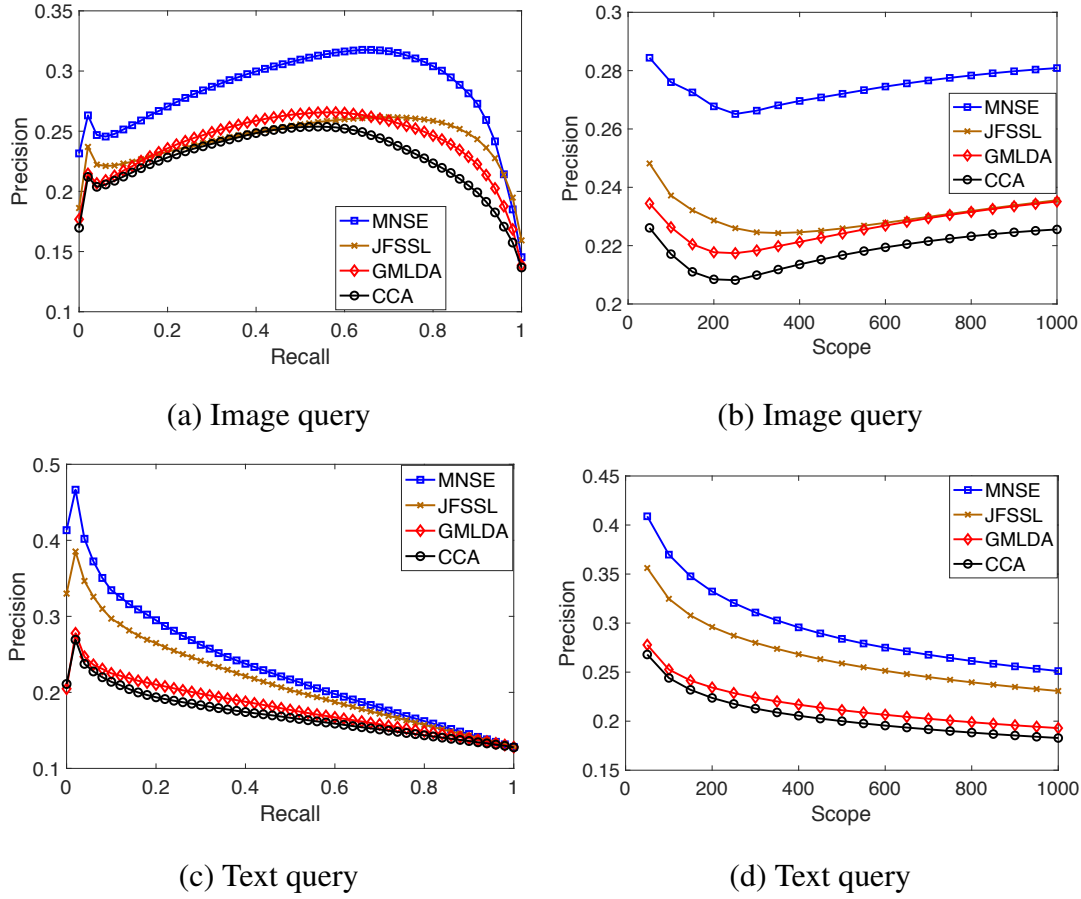 0.35
0.3
0.25
0.2
0.15
0.1
Precision
0 0.2 0.4 0.6 0.8 1
Recall
MNSE
JFSSL
GMLDA
CCA
(a) Image query
0.3
0.28
0.26
0.24
0.22
0.2
Precision
0 200 400 600 800 1000
Scope
MNSE
JFSSL
GMLDA
CCA
(b) Image query
0.5
0.4
0.3
0.2
0.1
Precision
0 0.2 0.4 0.6 0.8 1
Recall
MNSE
JFSSL
GMLDA
CCA
(c) Text query
0.45
0.4
0.35
0.3
0.25
0.2
0.15
Precision
0 200 400 600 800 1000
Scope
MNSE
JFSSL
GMLDA
CCA
(d) Text query